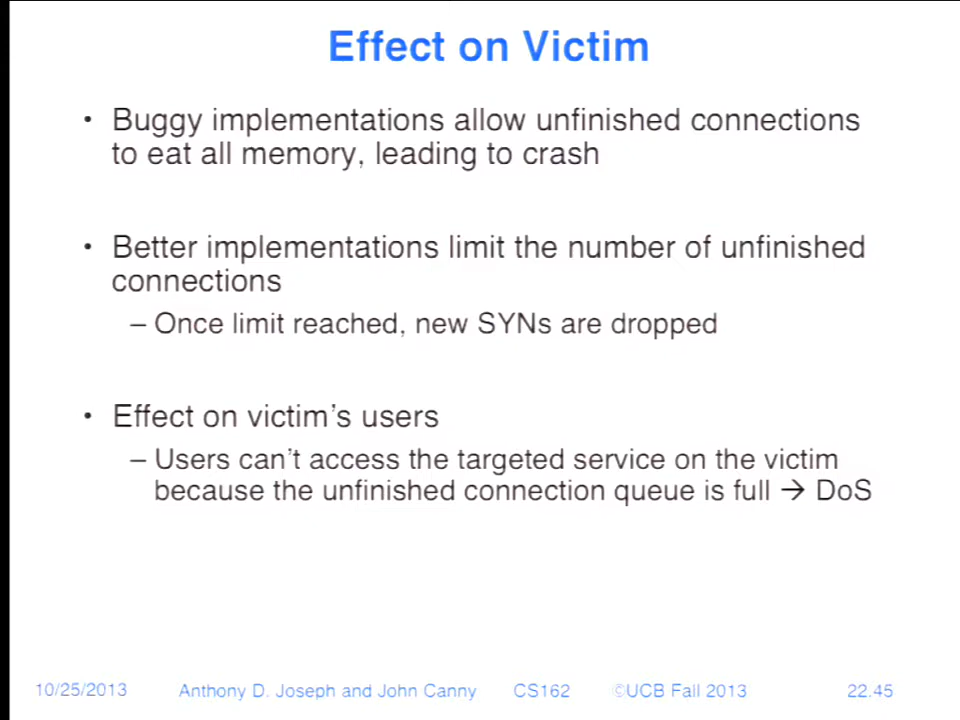 Effect on Victim
• Buggy implementations allow unfinished connections
to eat all memory, leading to crash
• Better implementations limit the number of unfinished
connections
– Once limit reached, new SYNs are dropped
• Effect on victim's users
– Users can't access the targeted service on the victim
because the unfinished connection queue is full → DoS
10/25/2013 Anthony D. Joseph and John Canny CS162 ©UCB Fall 2013 22.45